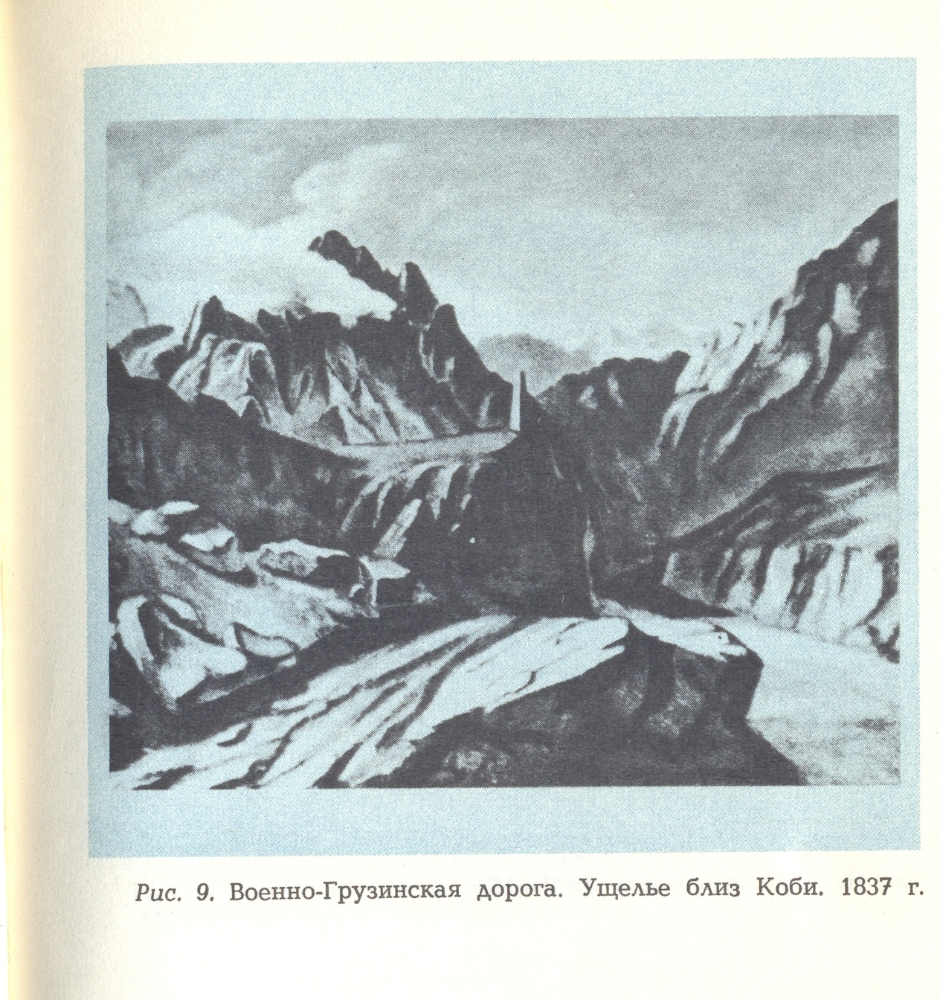 Рис. 9. Военно-Грузинская дорога. Ущелье близ Коби. 1837 г.